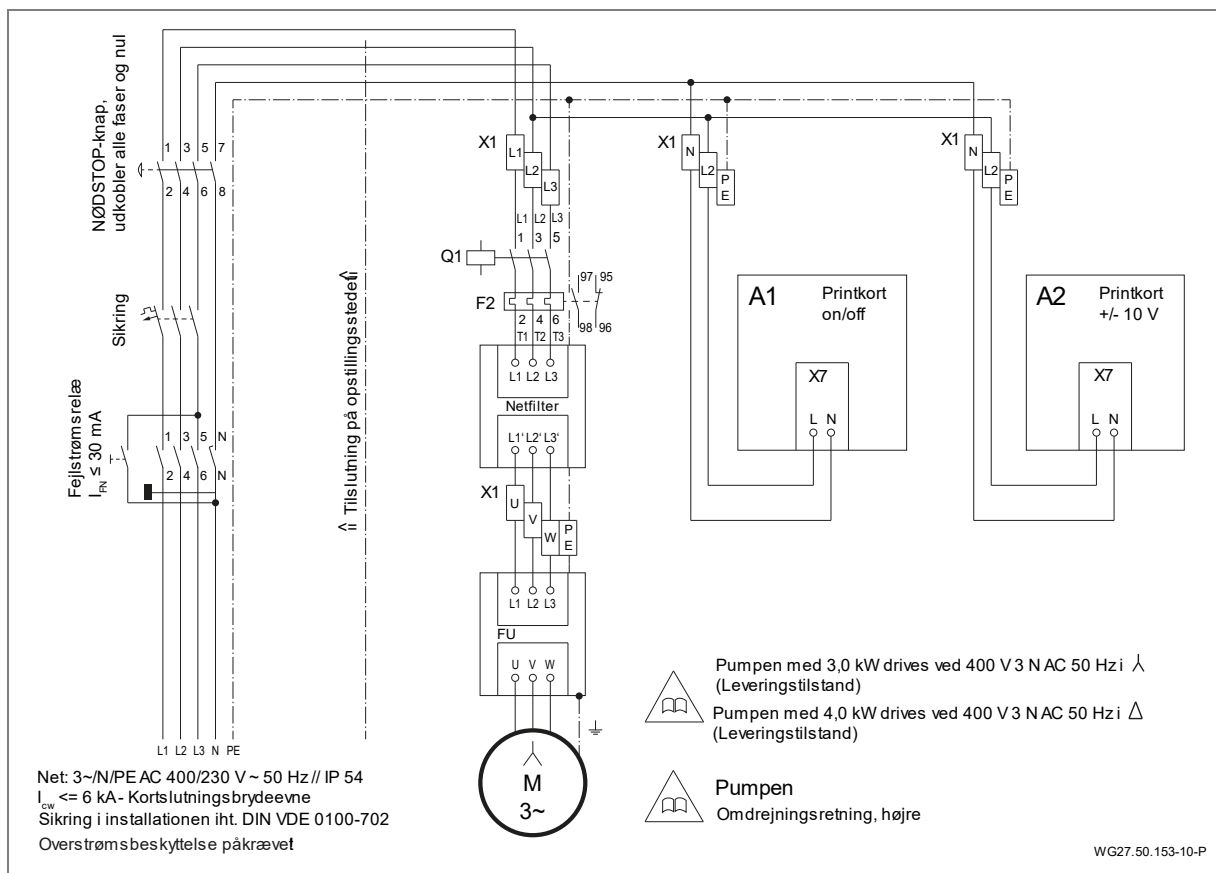 NØDSTOP-knap,
udkobler alle faser og nul
1 3 5 7
2 4 6 8
Sikring
Fejlstrømsrelæ
I FN ≤ 30 mA
1 3 5 N
2 4 6 N
L1 L2 L3 N PE
Tilslutning på opstillingsstedet
X1
L1
L2
L3
L1 L2 L3
1 3 5
Q1
F2
97 95
98 96
2 4 6
T1 T2 T3
L1 L2 L3
Netfilter
L1' L2' L3'
X1
U
V
W
PE
L1 L2 L3
FU
U V W
M
3~
X1
N
L2
PE
X1
N
L2
PE
A1 Printkort
on/off
X7
L N
A2 Printkort
+/- 10 V
X7
L N
Pumpen med 3,0 kW drives ved 400 V 3 N AC 50 Hz i
(Leveringstilstand)
Pumpen med 4,0 kW drives ved 400 V 3 N AC 50 Hz i Δ
(Leveringstilstand)
Pumpen
Omdrejningsretning, højre
Net: 3~/N/PE AC 400/230 V ~ 50 Hz // IP 54
I cw <= 6 kA - Kortslutningsbrydeevne
Sikring i installationen iht. DIN VDE 0100-702
Overstrømsbeskyttelse påkrævet
WG27.50.153-10-P